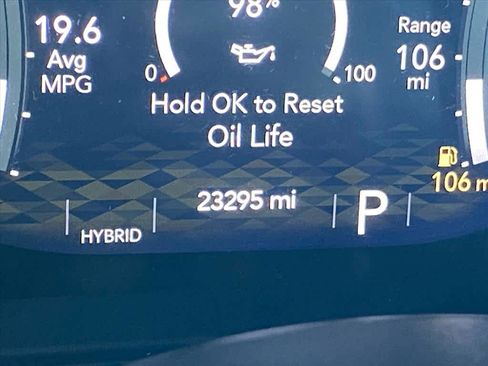 98%
19.6
Avg
MPG
Range
106
mi
0
100
Hold OK to Reset
Oil Life
106 m
23295 mi
P
HYBRID